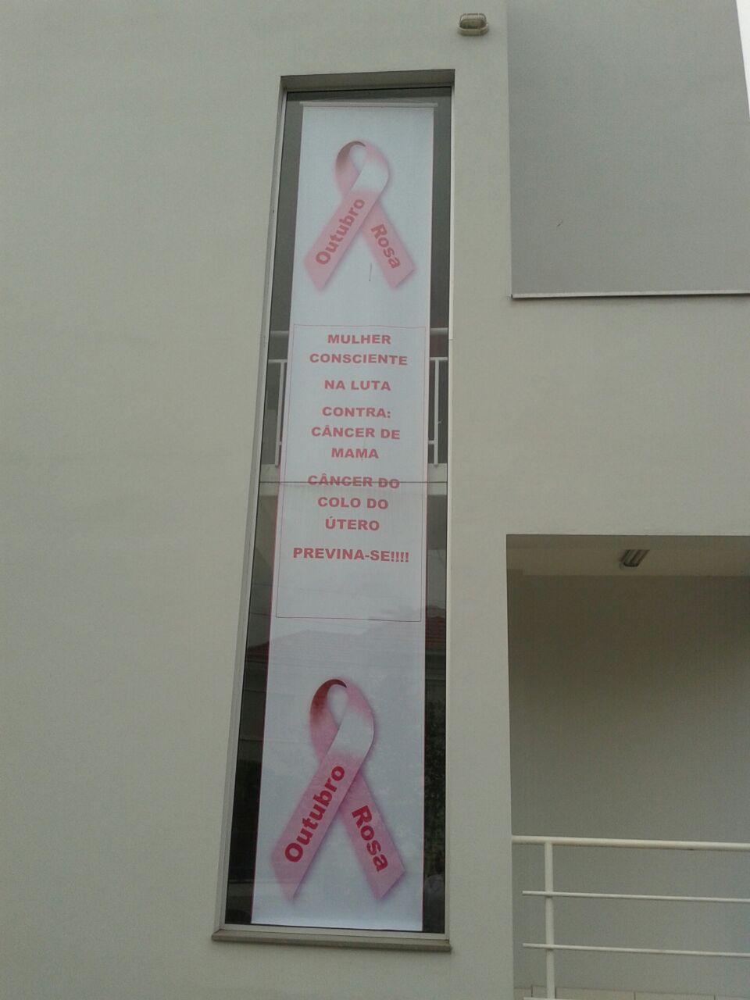 Outubro
Rosa
MULHER
CONSCIENTE
NA LUTA
CONTRA:
CÂNCER DE
MAMA
CÂNCER DO
COLO DO
ÚTERO
PREVINA-SE!!!!
Outubro
Rosa